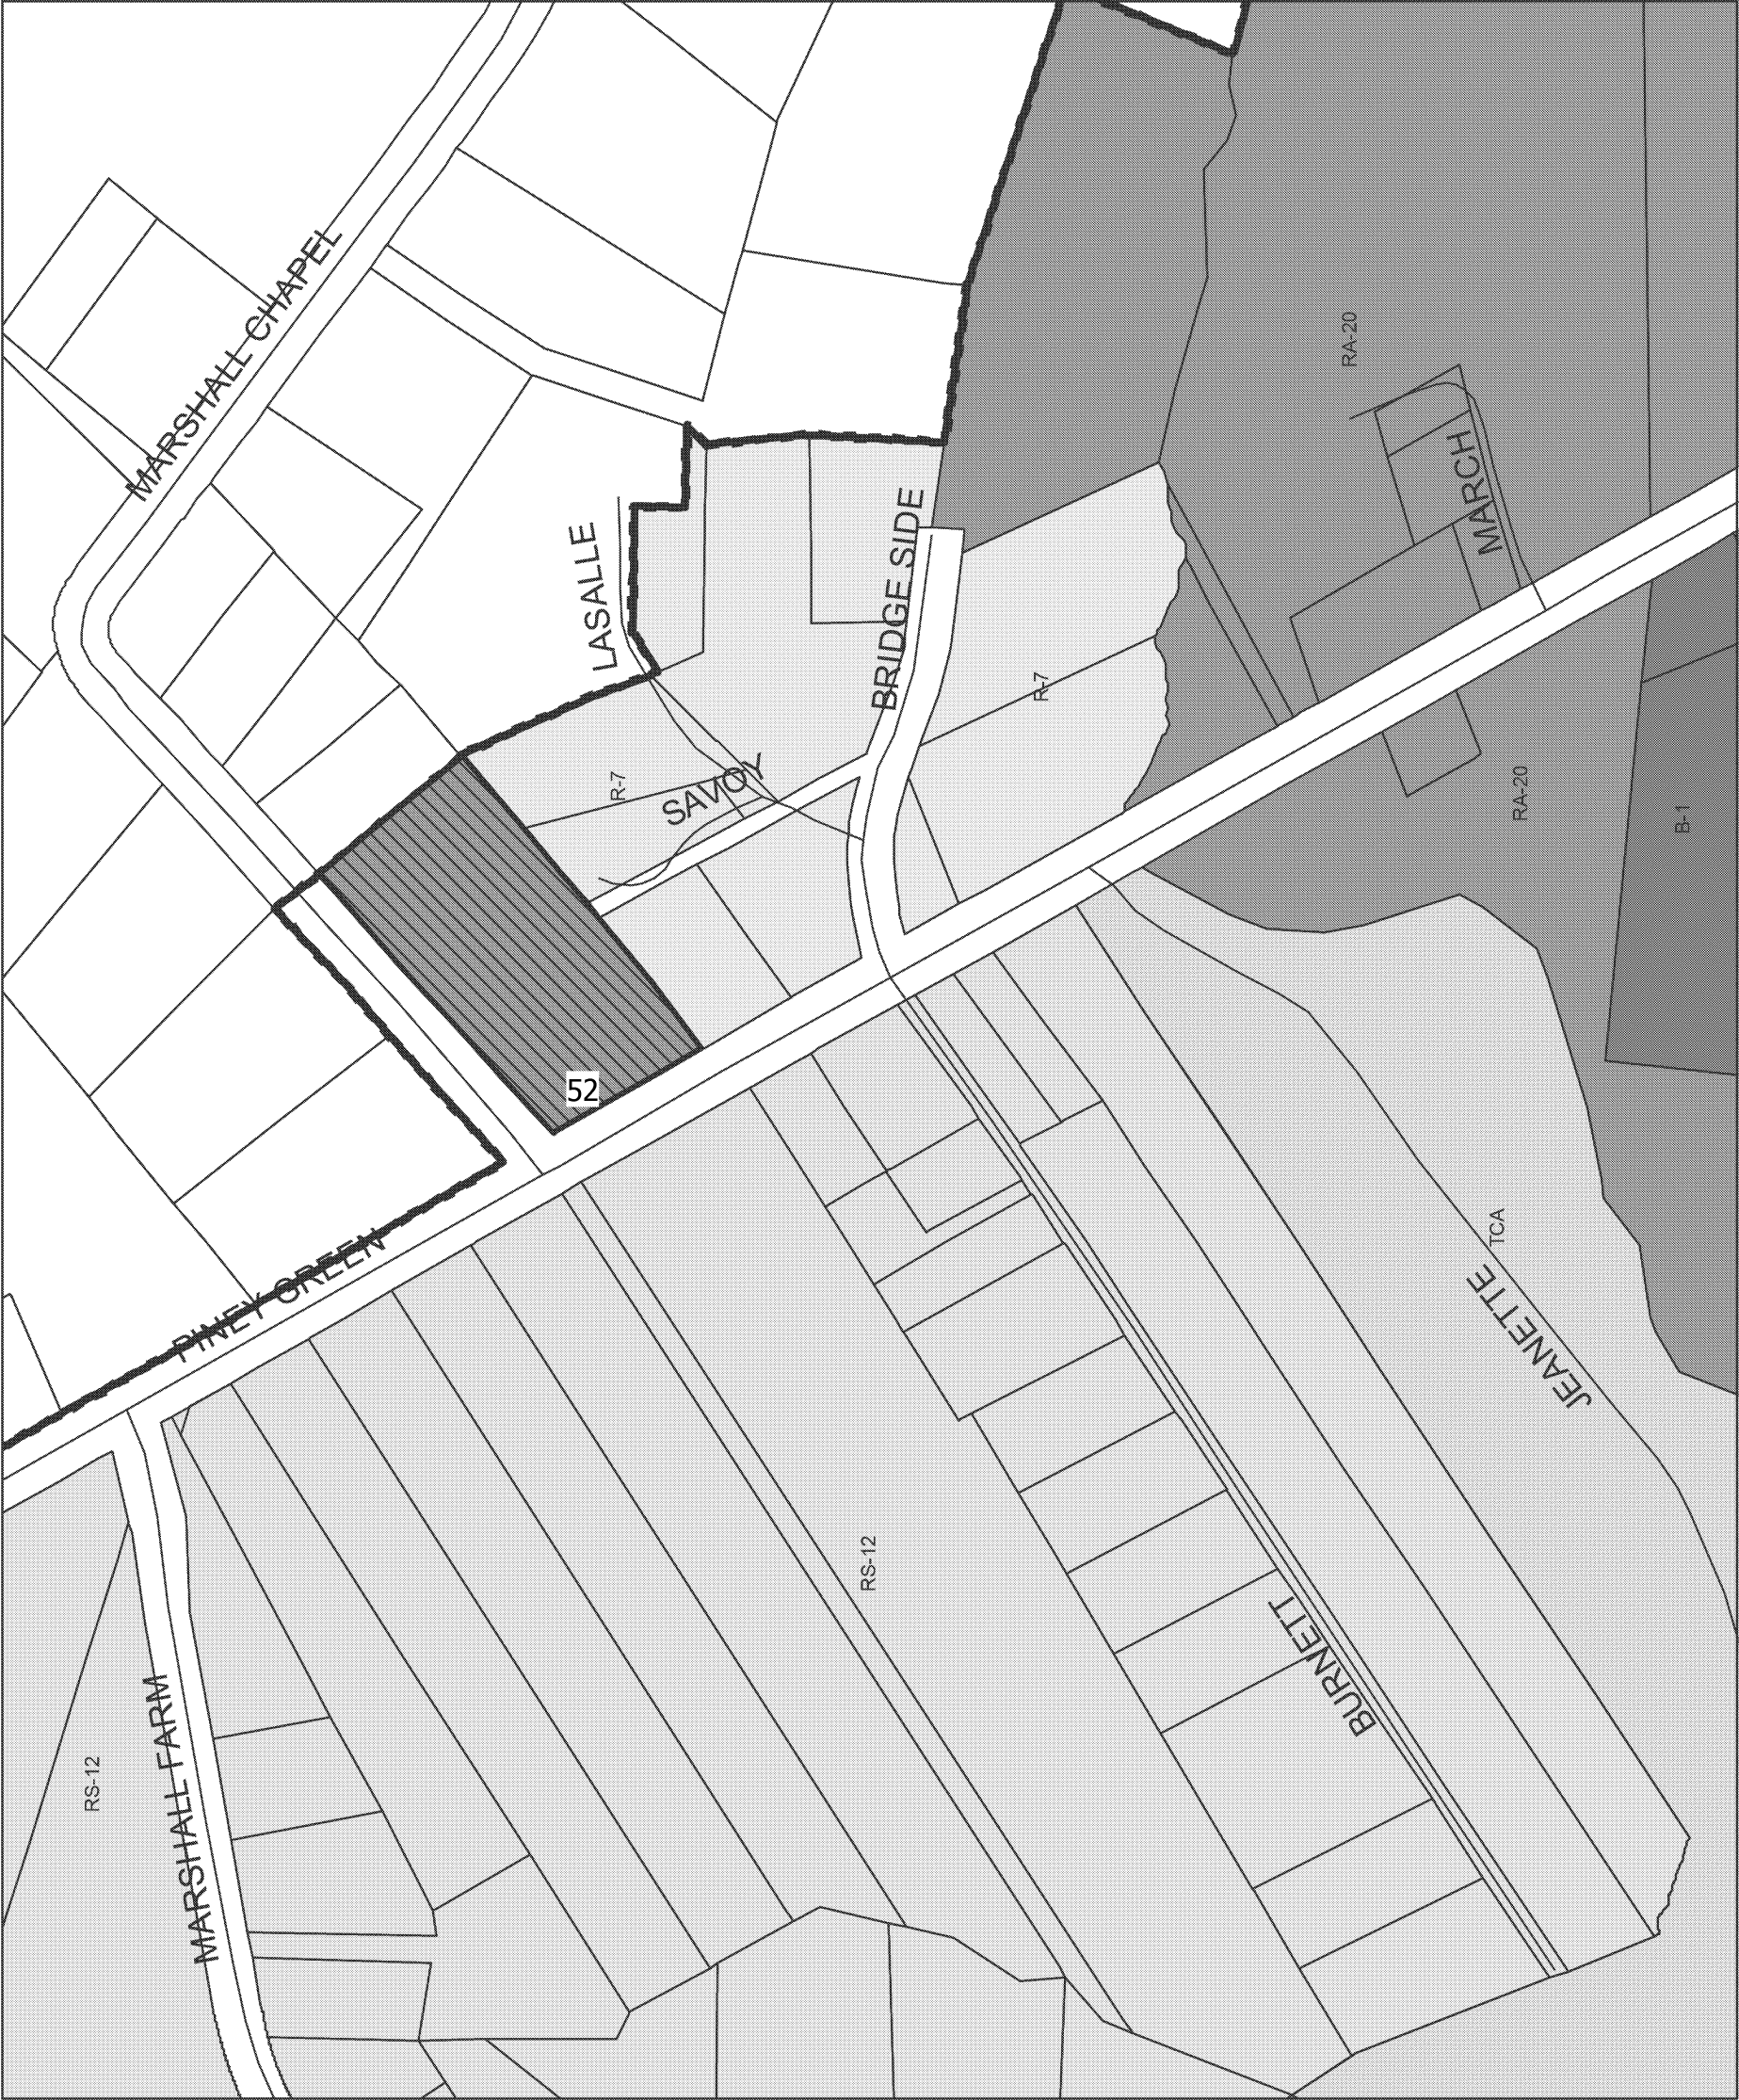 MARSHALL CHAPEL
RA-20
MARCH
LASALLE
BRIDGE SIDE
R-7
R-7
SAVOY
RA-20
B-1
52
TCA
PINEY GREEN
JEANETTE
RS-12
BURNETT
MARSHALL FARM
RS-12